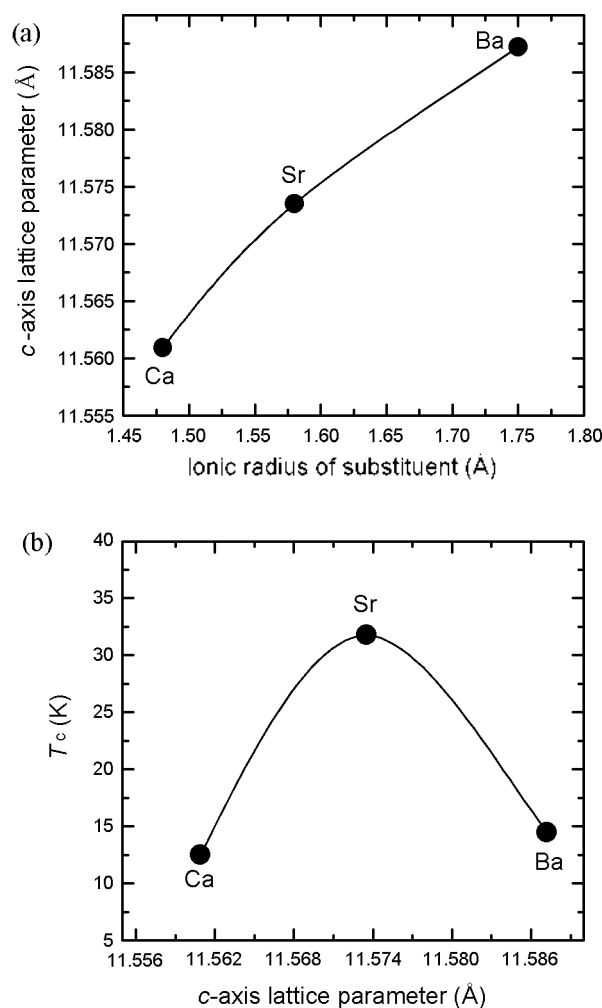 (a)
c-axis lattice parameter (Å)
11.585
11.580
11.575
11.570
11.565
11.560
11.555
Ba
Sr
Ca
1.45 1.50 1.55 1.60 1.65 1.70 1.75 1.80
Ionic radius of substituent (Å)
(b)
Tc (K)
40
35
30
25
20
15
10
5
Sr
Ca
Ba
11.556 11.562 11.568 11.574 11.580 11.586
c-axis lattice parameter (Å)